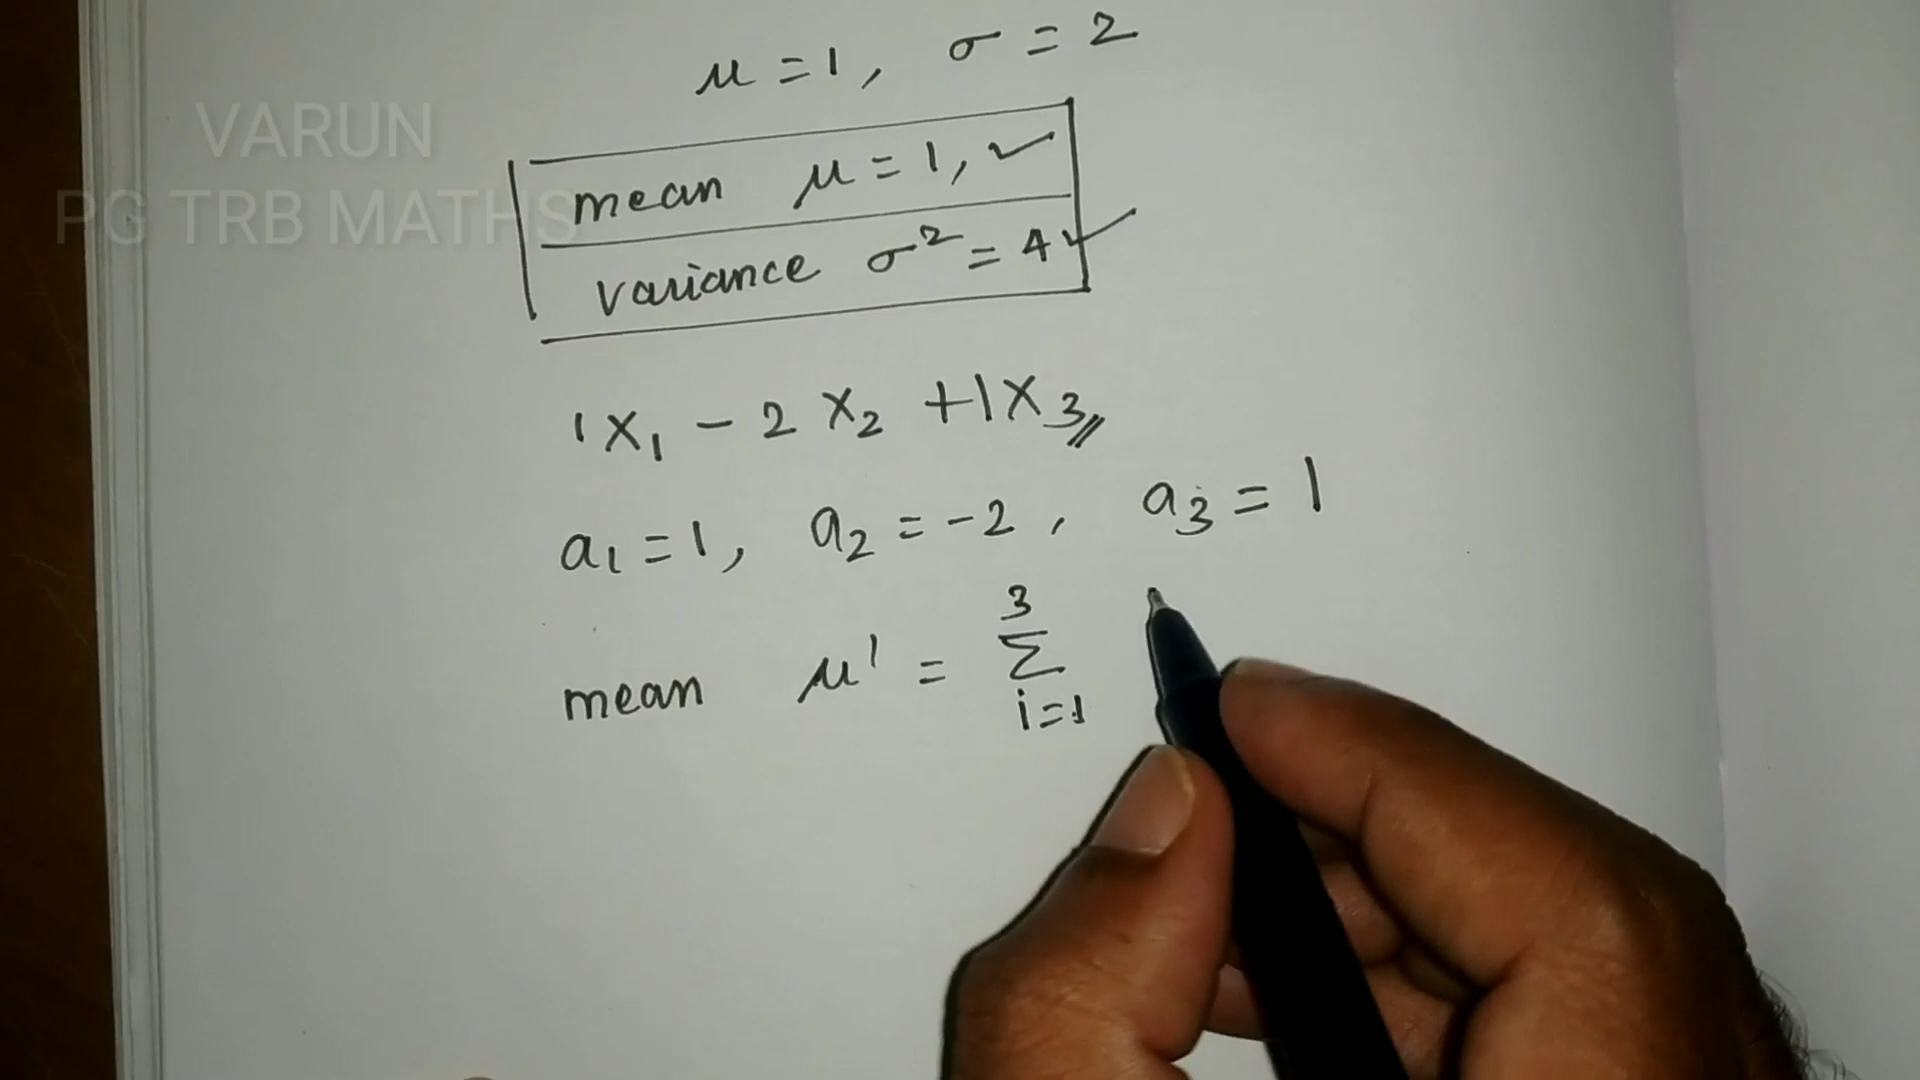 μ = 1, σ = 2
VARUN
PG TRB MATHS
mean μ = 1, ✓
variance σ² = 4 ✓
1X₁ - 2X₂ + 1X₃//
a₁ = 1, a₂ = -2, a₃ = 1
3
mean μ' = Σ
i=1